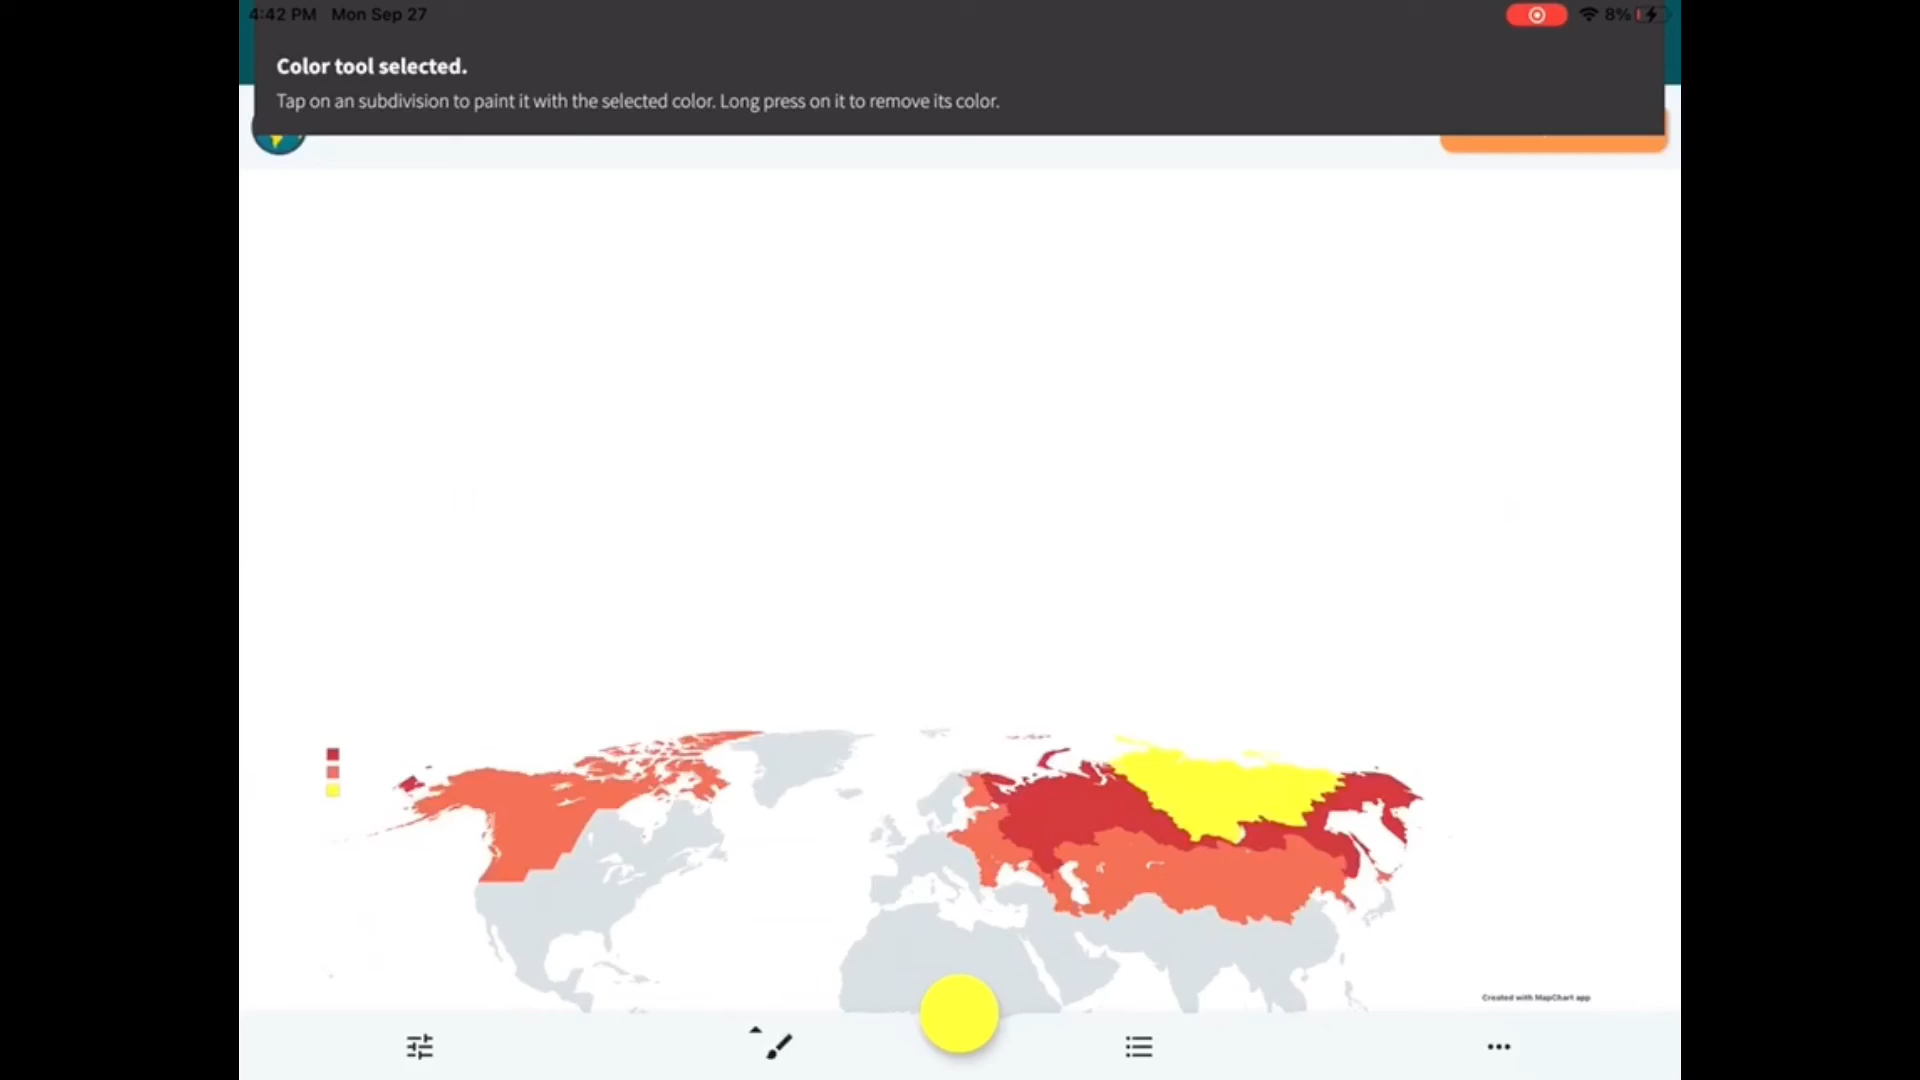 4:42 PM Mon Sep 27
8%
Color tool selected.
Tap on an subdivision to paint it with the selected color. Long press on it to remove its color.
Created with MapChart app